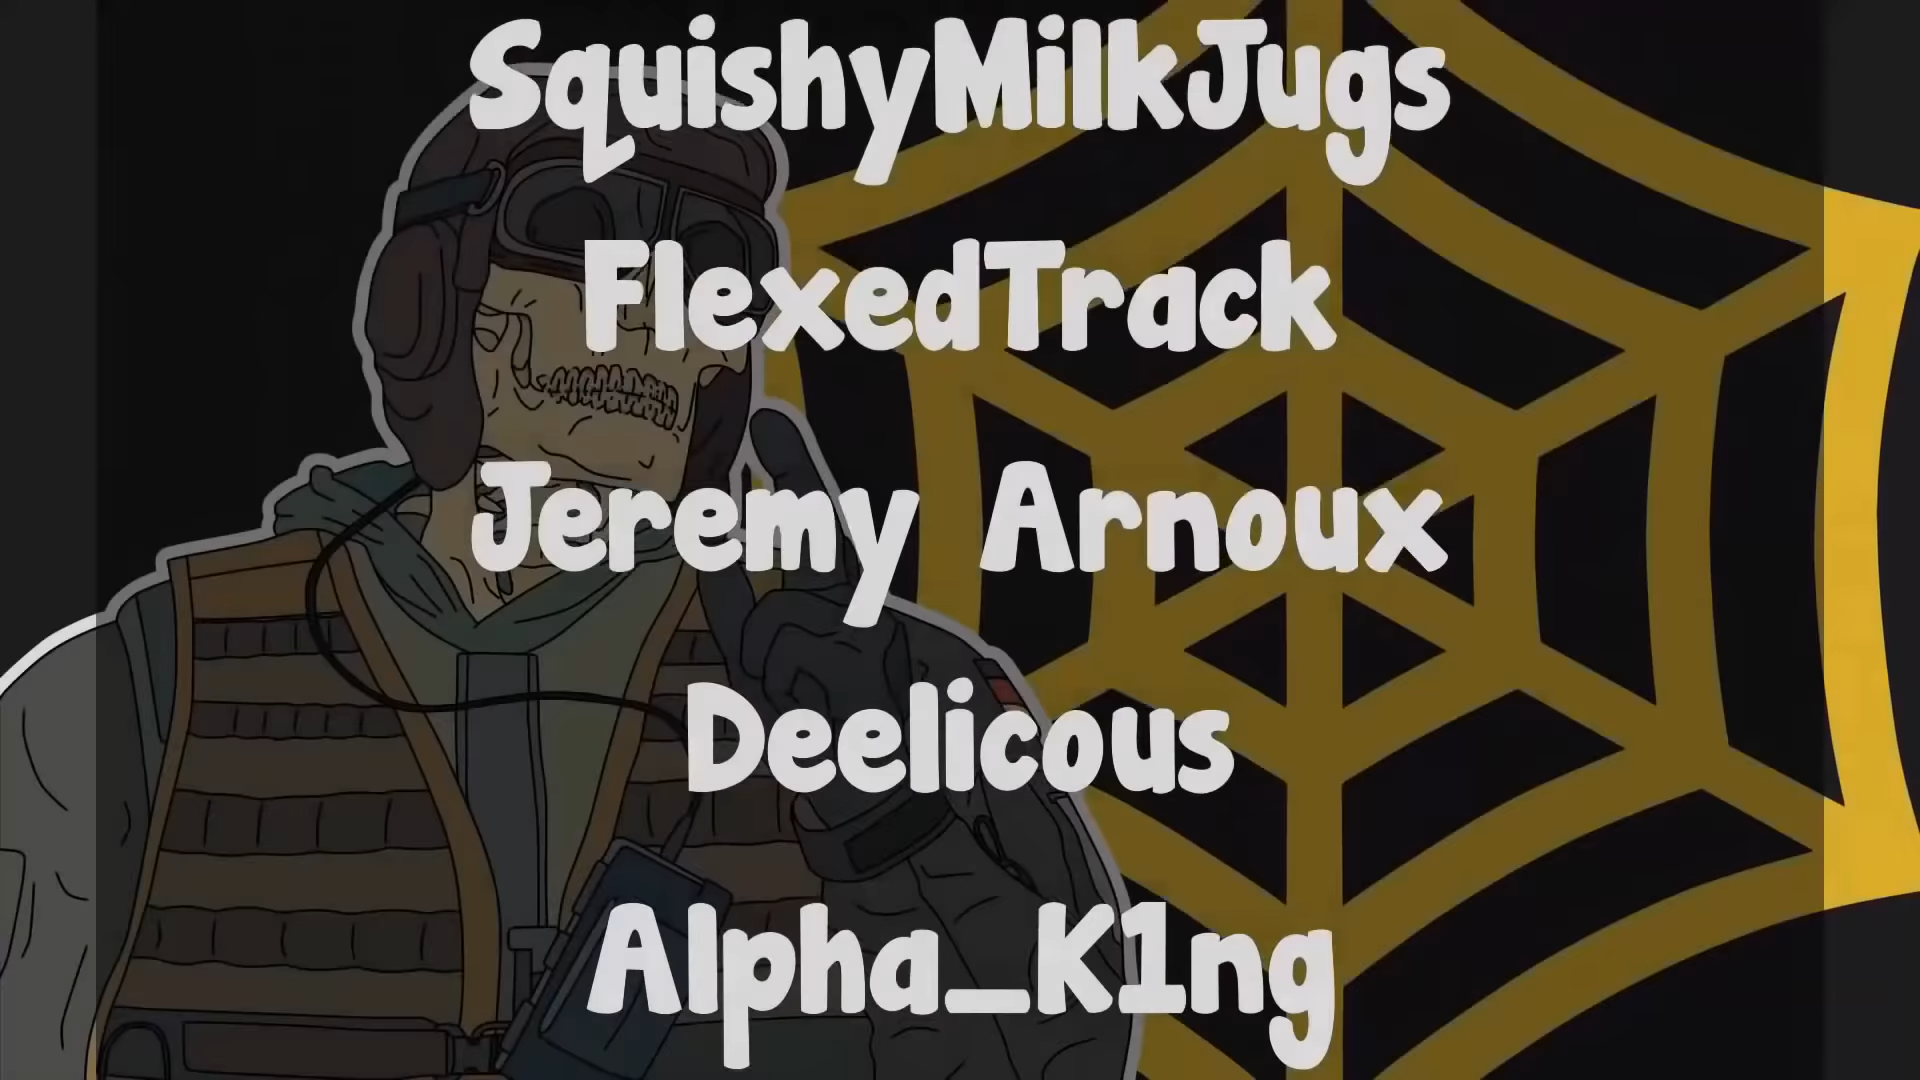 SquishyMilkJugs
FlexedTrack
Jeremy Arnoux
Deelicous
Alpha_K1ng